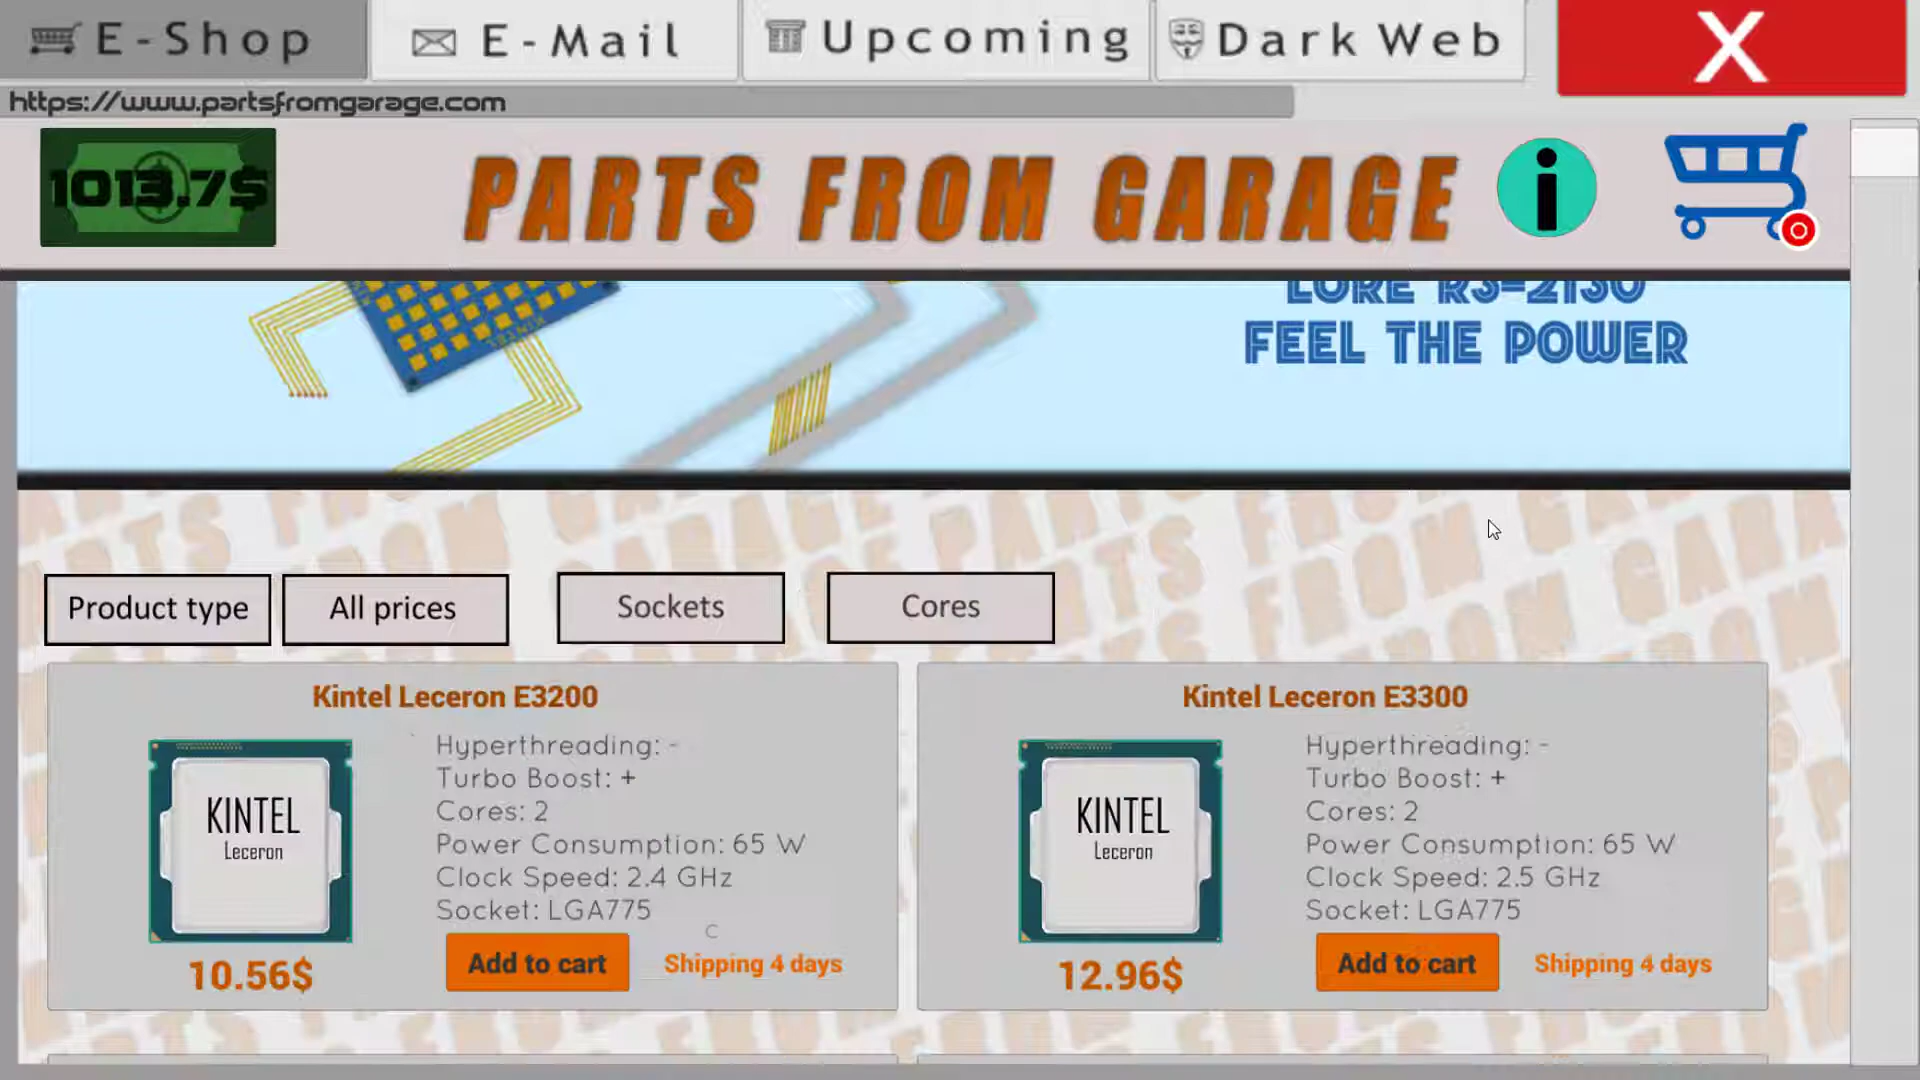 E-Shop
E-Mail
Upcoming
Dark Web
X
https://www.partsfromgarage.com
1013.7$
PARTS FROM GARAGE
i
0
LORE R3-2130
FEEL THE POWER
Product type
All prices
Sockets
Cores
Kintel Leceron E3200
KINTEL
Leceron
Hyperthreading: -
Turbo Boost: +
Cores: 2
Power Consumption: 65 W
Clock Speed: 2.4 GHz
Socket: LGA775
C
10.56$
Add to cart
Shipping 4 days
Kintel Leceron E3300
KINTEL
Leceron
Hyperthreading: -
Turbo Boost: +
Cores: 2
Power Consumption: 65 W
Clock Speed: 2.5 GHz
Socket: LGA775
12.96$
Add to cart
Shipping 4 days